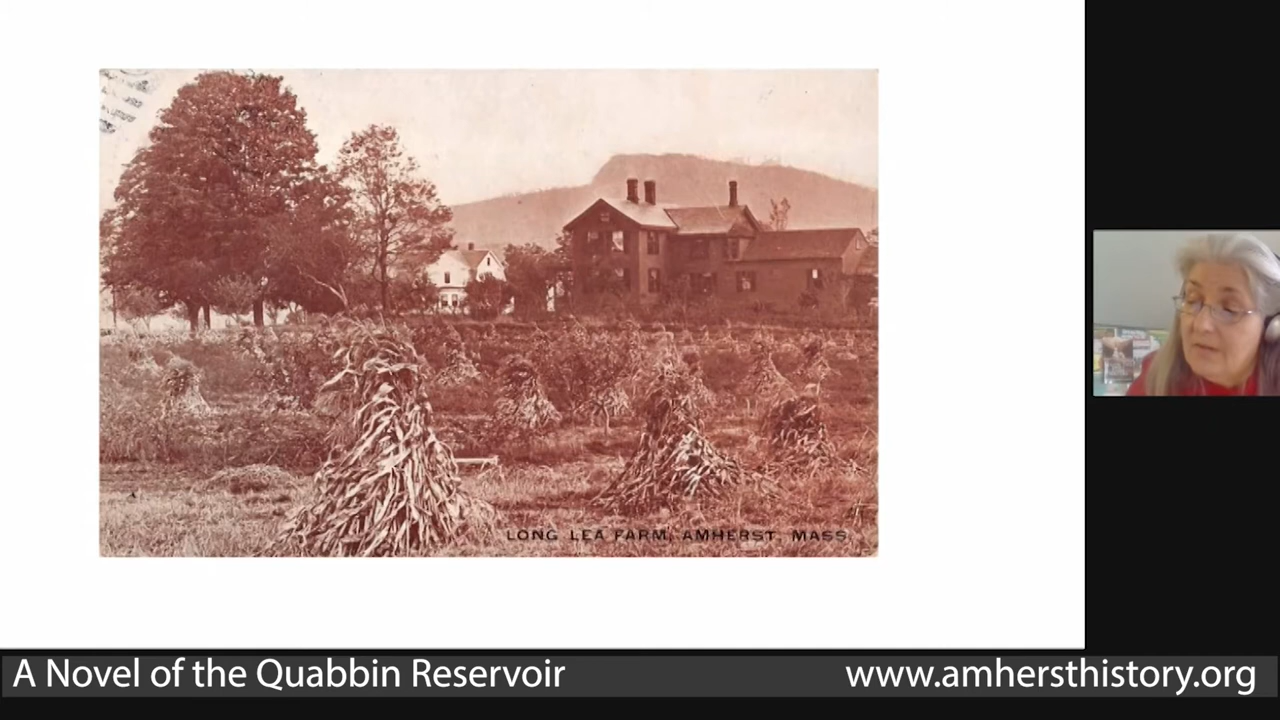 LONG LEA FARM, AMHERST, MASS
A Novel of the Quabbin Reservoir
www.amhersthistory.org